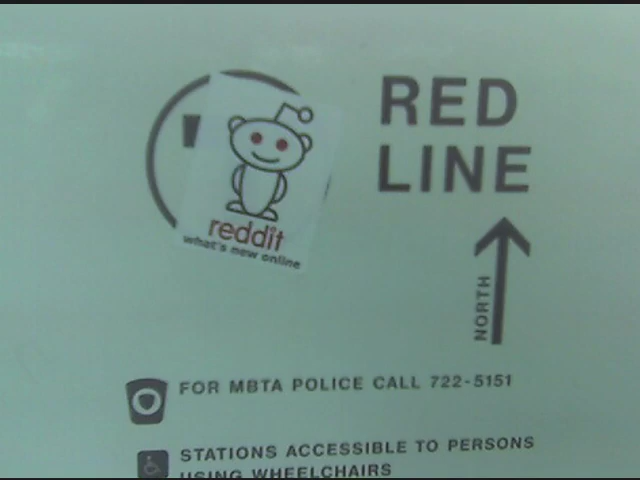 RED
LINE
reddit
what's new online
NORTH
FOR MBTA POLICE CALL 722-5151
STATIONS ACCESSIBLE TO PERSONS
USING WHEELCHAIRS